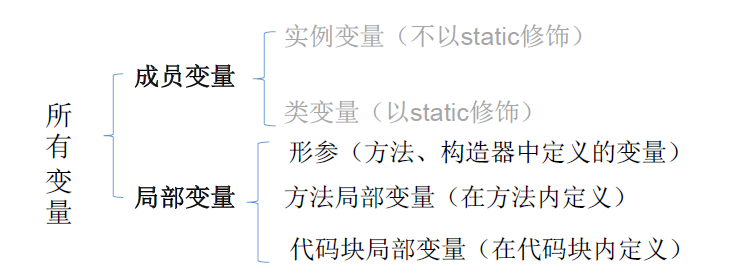 所有变量
成员变量
实例变量（不以static修饰）
类变量（以static修饰）
局部变量
形参（方法、构造器中定义的变量）
方法局部变量（在方法内定义）
代码块局部变量（在代码块内定义）